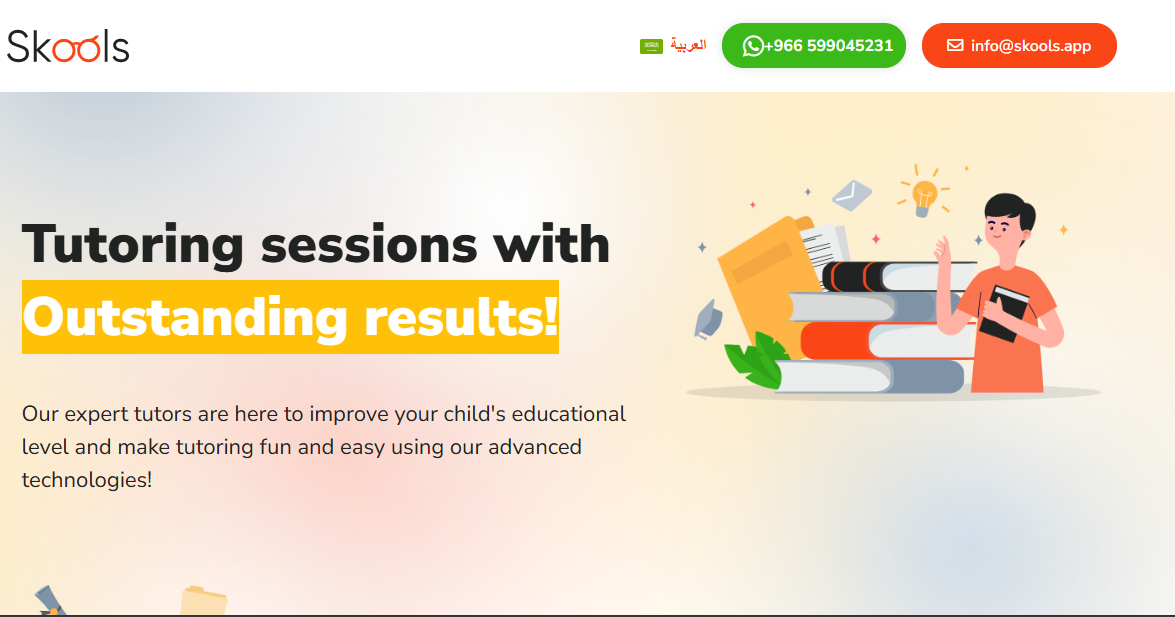 Skools
العربية
+966 599045231
info@skools.app
Tutoring sessions with
Outstanding results!
Our expert tutors are here to improve your child's educational
level and make tutoring fun and easy using our advanced
technologies!